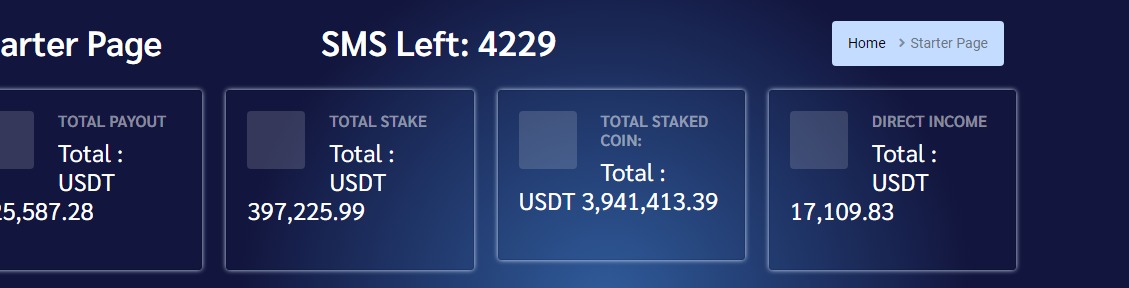 arter Page
SMS Left: 4229
Home > Starter Page
TOTAL PAYOUT
Total :
USDT
25,587.28
TOTAL STAKE
Total :
USDT
397,225.99
TOTAL STAKED
COIN:
Total :
USDT 3,941,413.39
DIRECT INCOME
Total :
USDT
17,109.83